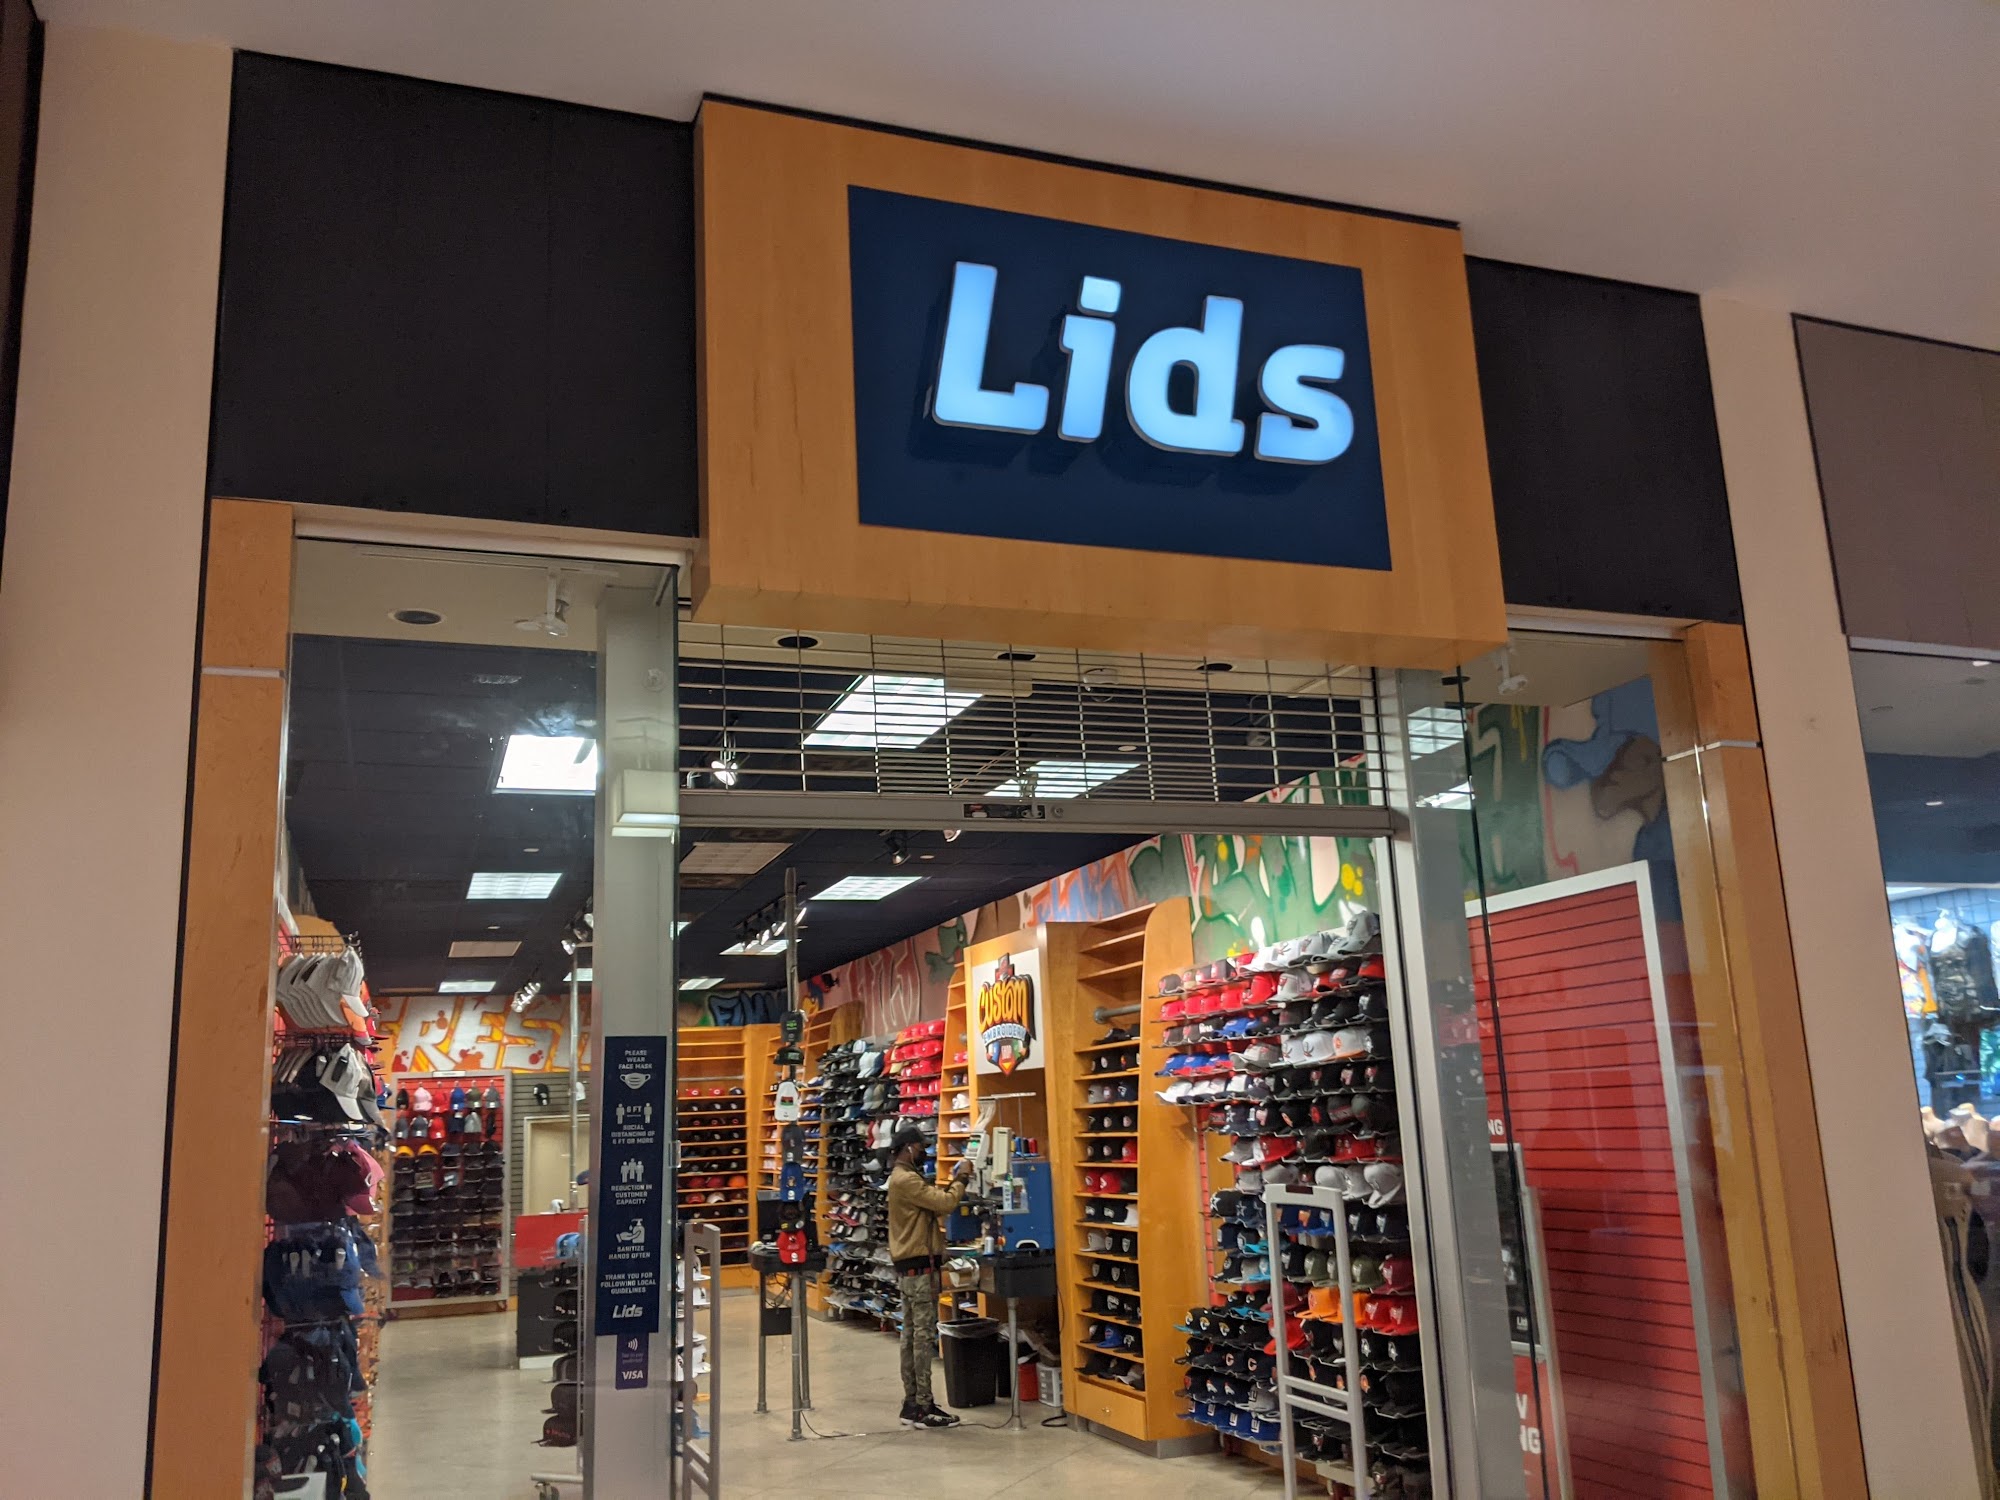 Lids
FRESH
CUSTOM
EMBROIDERY
PLEASE
WEAR
FACE MASK
6 FT
SOCIAL
DISTANCING OF
6 FT OR MORE
REDUCTION IN
CUSTOMER
CAPACITY
SANITIZE
HANDS OFTEN
THANK YOU FOR
FOLLOWING LOCAL
GUIDELINES
Lids
VISA